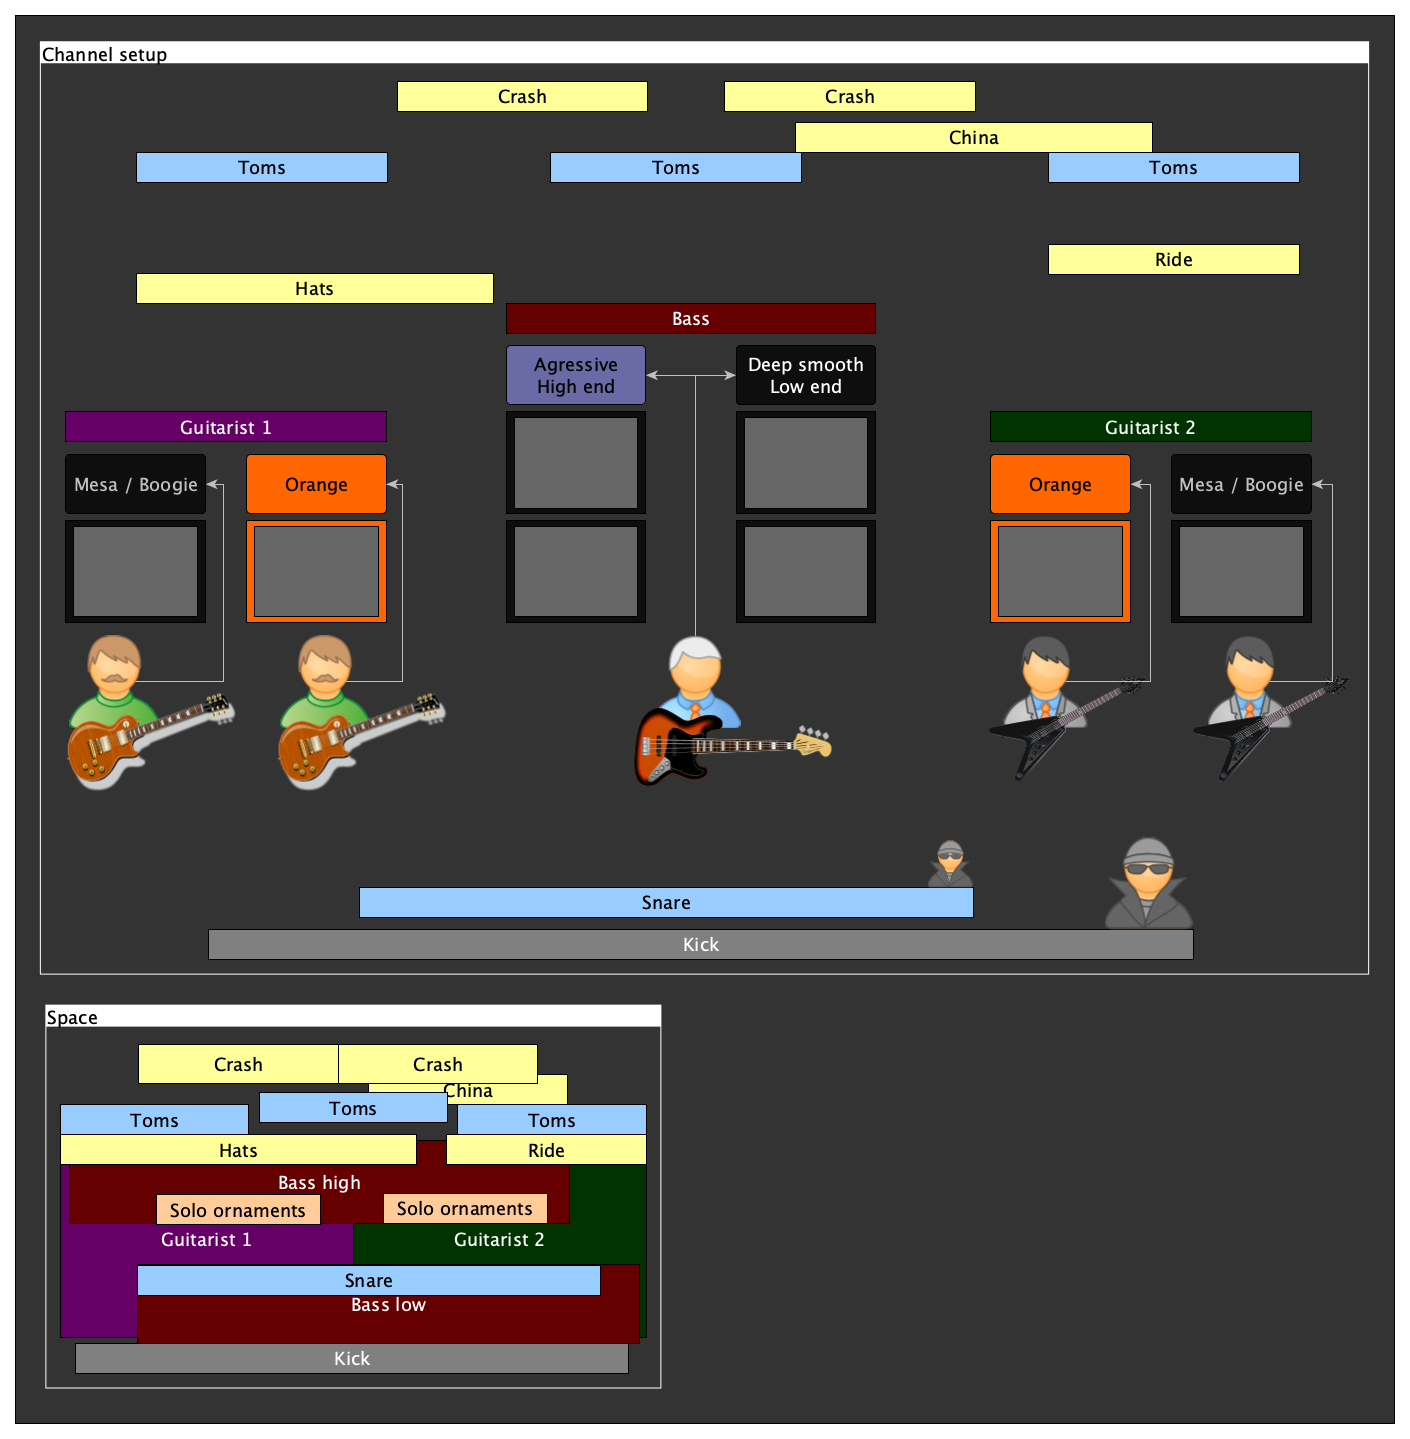 Channel setup
Crash
Crash
China
Toms
Toms
Toms
Ride
Hats
Bass
Agressive
High end
Deep smooth
Low end
Guitarist 1
Guitarist 2
Mesa / Boogie
Orange
Orange
Mesa / Boogie
Snare
Kick
Space
Crash
Crash
China
Toms
Toms
Toms
Hats
Ride
Bass high
Solo ornaments
Solo ornaments
Guitarist 1
Guitarist 2
Snare
Bass low
Kick